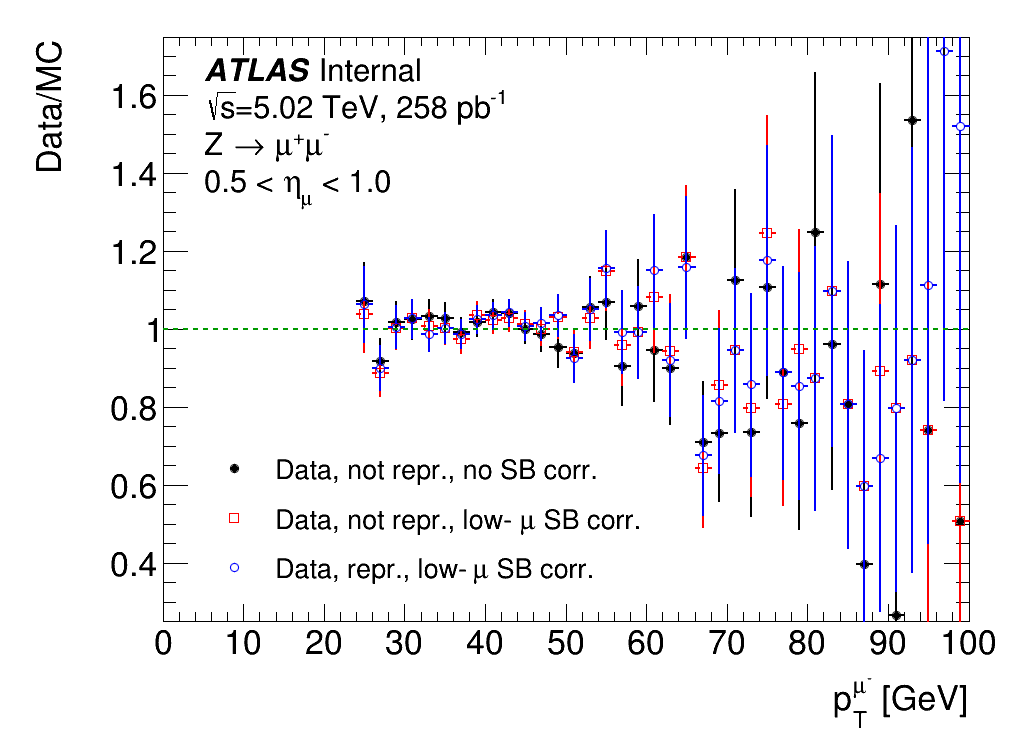 Data/MC
ATLAS Internal
√s=5.02 TeV, 258 pb⁻¹
Z → μ⁺μ⁻
0.5 < η_μ < 1.0
1.6
1.4
1.2
1
0.8
0.6
0.4
Data, not repr., no SB corr.
Data, not repr., low- μ SB corr.
Data, repr., low- μ SB corr.
0 10 20 30 40 50 60 70 80 90 100
p_T^μ⁻ [GeV]